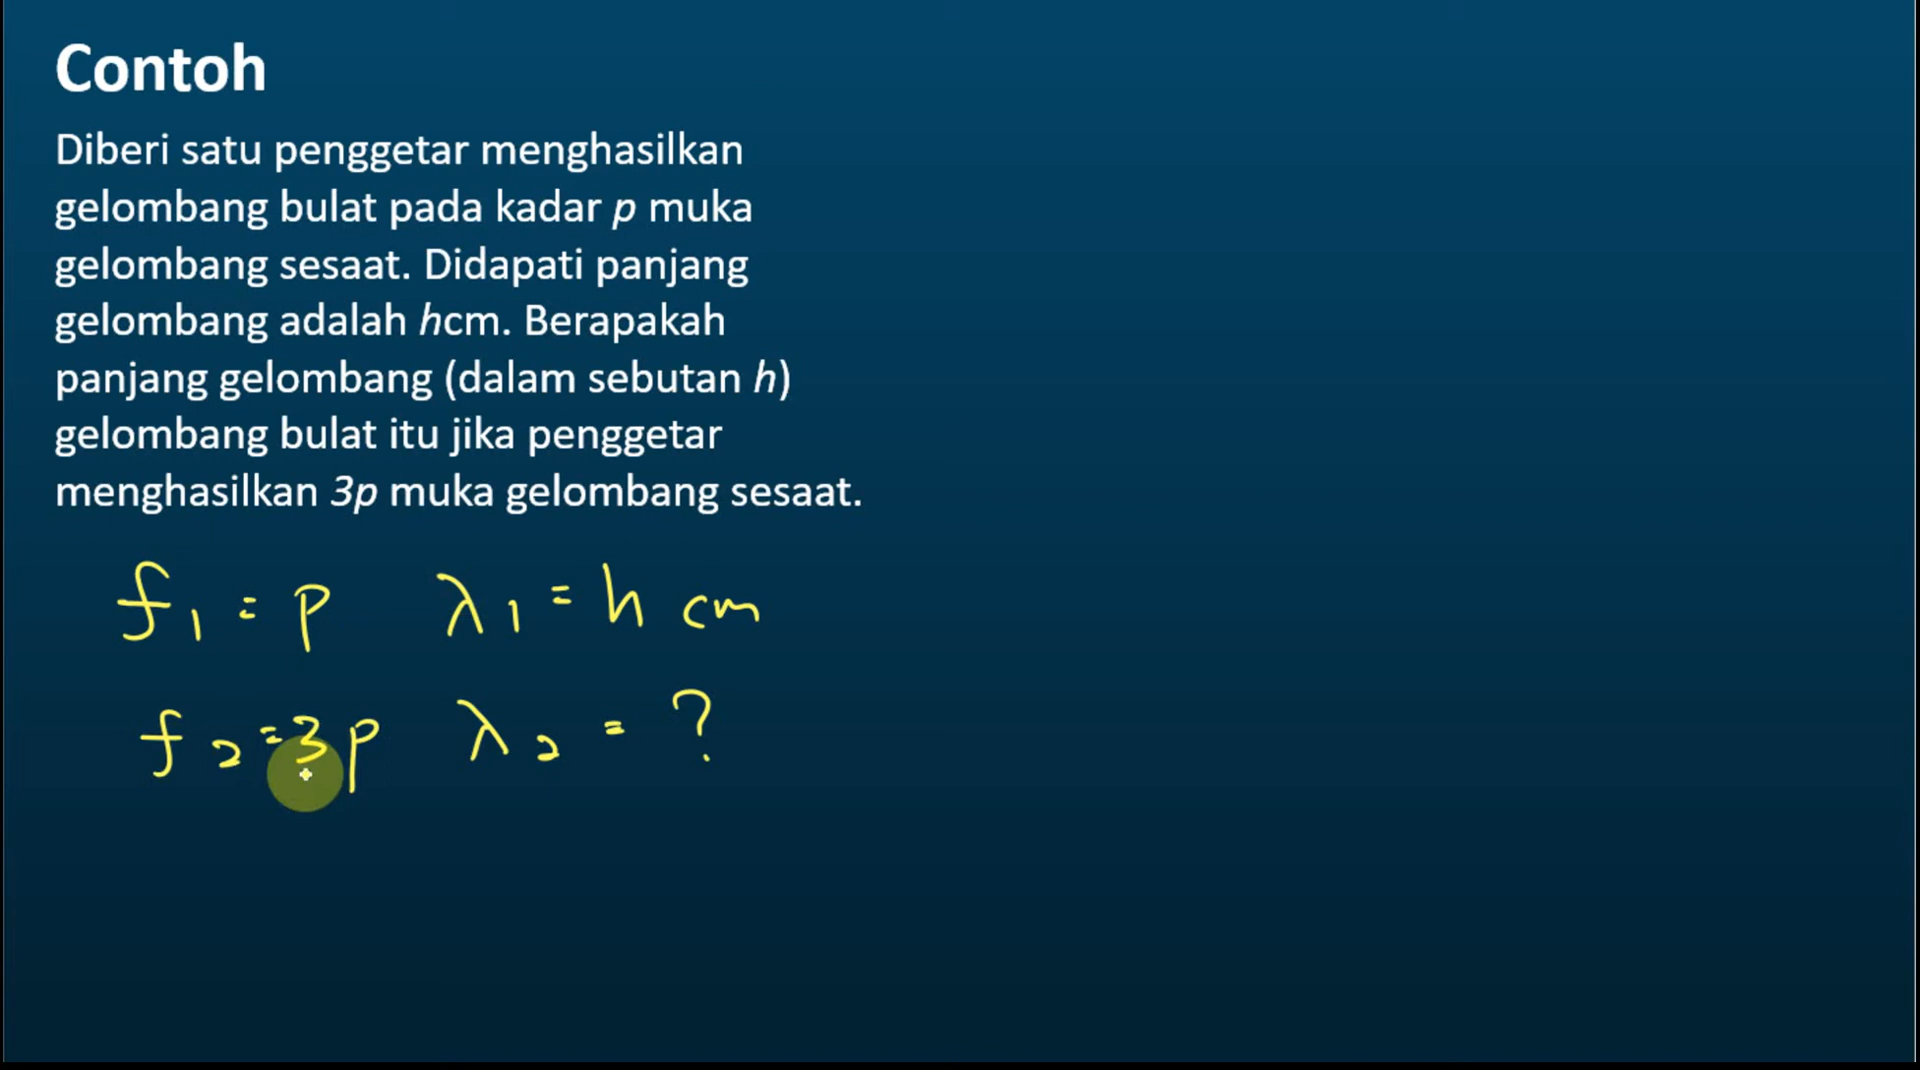 Contoh
Diberi satu penggetar menghasilkan
gelombang bulat pada kadar p muka
gelombang sesaat. Didapati panjang
gelombang adalah hcm. Berapakah
panjang gelombang (dalam sebutan h)
gelombang bulat itu jika penggetar
menghasilkan 3p muka gelombang sesaat.
f₁ = p λ₁ = h cm
f₂ = 3p λ₂ = ?